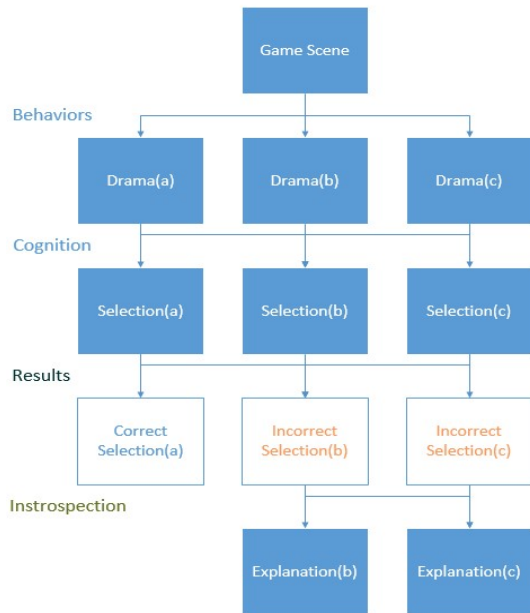 Game Scene
Behaviors
Drama(a)
Drama(b)
Drama(c)
Cognition
Selection(a)
Selection(b)
Selection(c)
Results
Correct
Selection(a)
Incorrect
Selection(b)
Incorrect
Selection(c)
Instrospection
Explanation(b)
Explanation(c)